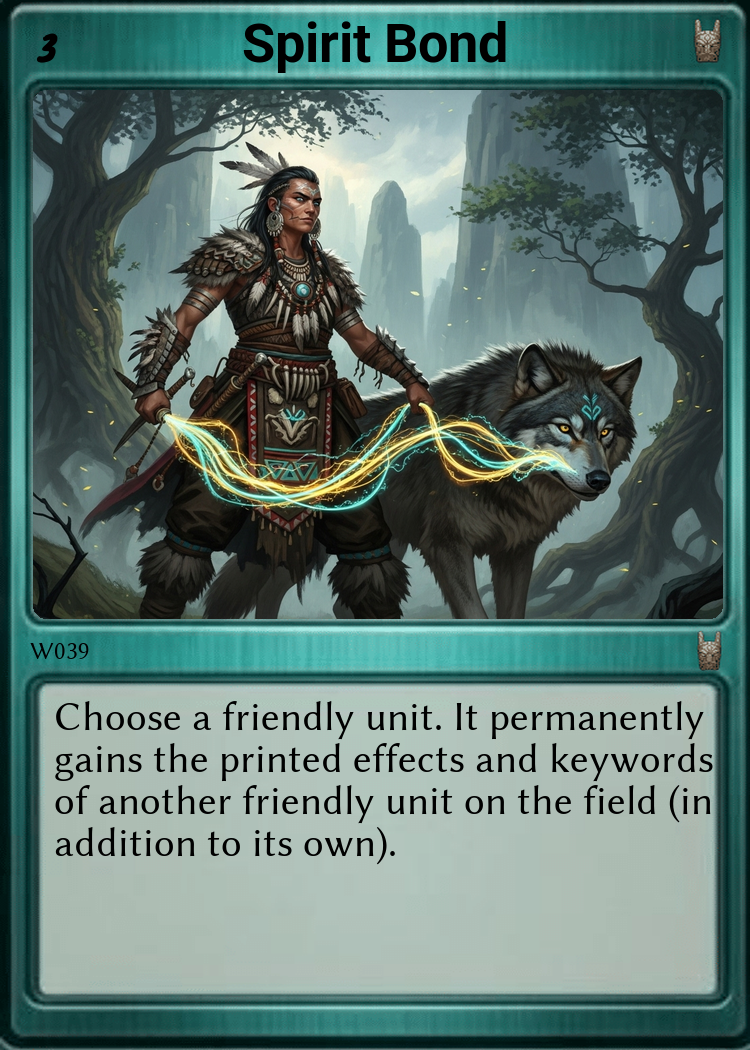 3 Spirit Bond
W039
Choose a friendly unit. It permanently
gains the printed effects and keywords
of another friendly unit on the field (in
addition to its own).